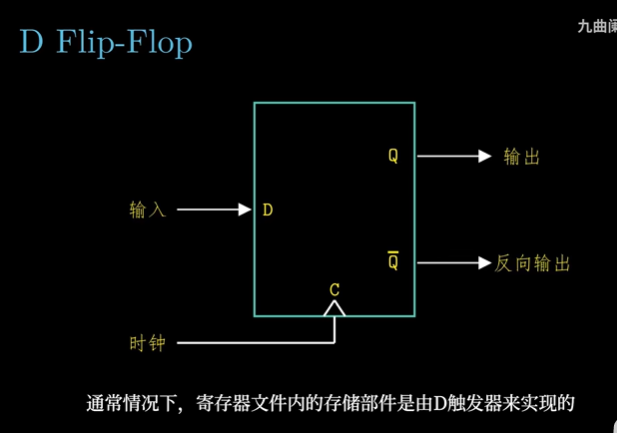 D Flip-Flop
九曲阑
Q 输出
输入 D
Q̅ 反向输出
C
时钟
通常情况下，寄存器文件内的存储部件是由D触发器来实现的